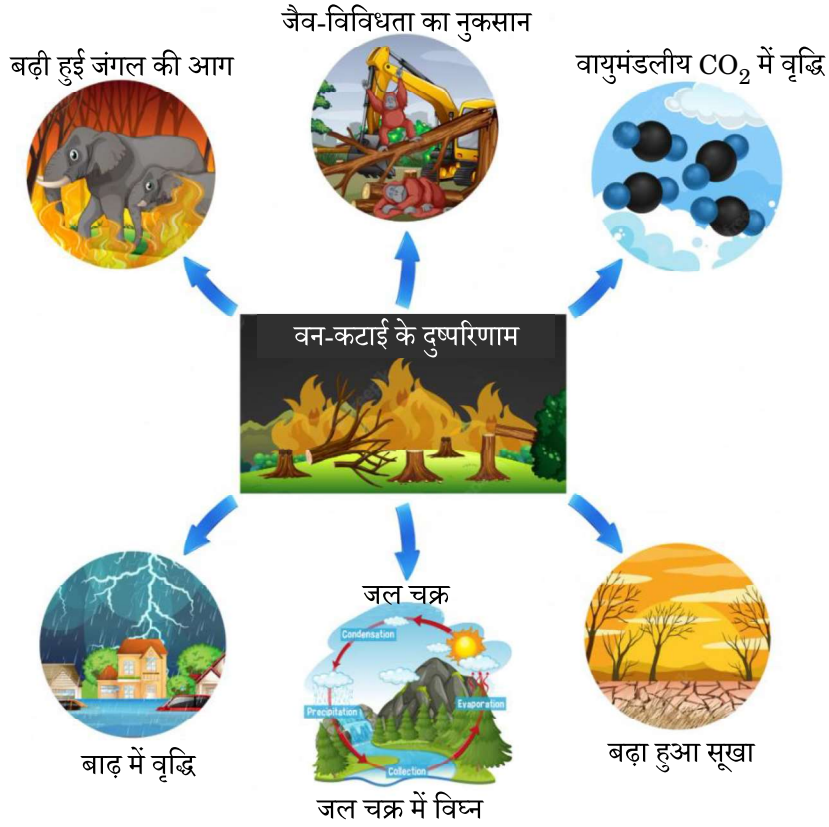 जैव-विविधता का नुकसान
बढ़ी हुई जंगल की आग
वायुमंडलीय CO₂ में वृद्धि
वन-कटाई के दुष्परिणाम
जल चक्र
Condensation
Precipitation
Evaporation
Collection
बाढ़ में वृद्धि
बढ़ा हुआ सूखा
जल चक्र में विघ्न